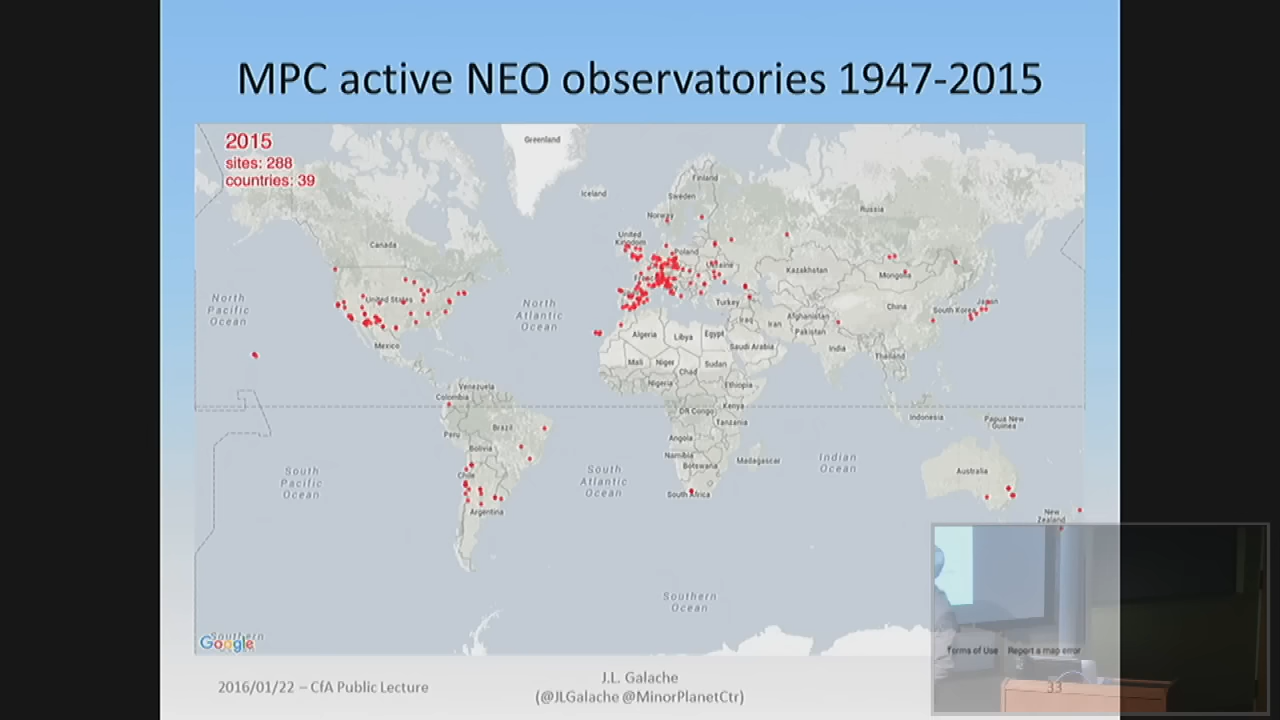 MPC active NEO observatories 1947-2015
2015
sites: 288
countries: 39
Greenland
Iceland
Finland
Sweden
Norway
Russia
United
Kingdom
Poland
Canada
Ukraine
Kazakhstan
Mongolia
France
United States
North
Pacific
Ocean
North
Atlantic
Ocean
Turkey
China
South Korea
Japan
Afghanistan
Iraq
Iran
Pakistan
Mexico
Algeria
Libya
Egypt
Saudi Arabia
India
Thailand
Mali
Niger
Chad
Sudan
Nigeria
Ethiopia
Venezuela
Colombia
DR Congo
Kenya
Tanzania
Indonesia
Papua New
Guinea
Peru
Brazil
Bolivia
Angola
Namibia
Botswana
Madagascar
Indian
Ocean
South
Pacific
Ocean
Chile
South
Atlantic
Ocean
Australia
South Africa
Argentina
New
Zealand
Southern
Ocean
Southern
Google
Terms of Use
Report a map error
2016/01/22 – CfA Public Lecture
J.L. Galache
(@JLGalache @MinorPlanetCtr)
33